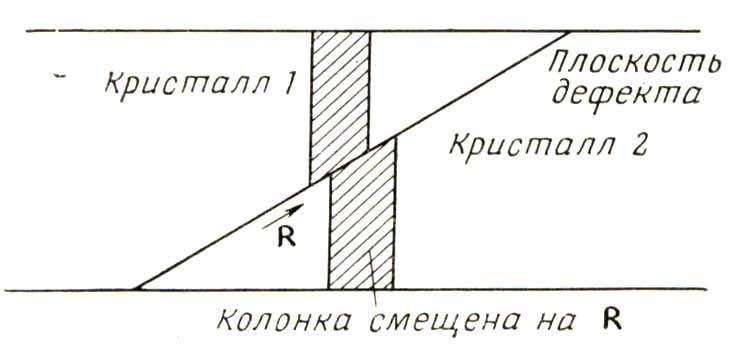 Кристалл 1
Плоскость
дефекта
Кристалл 2
R
Колонка смещена на R